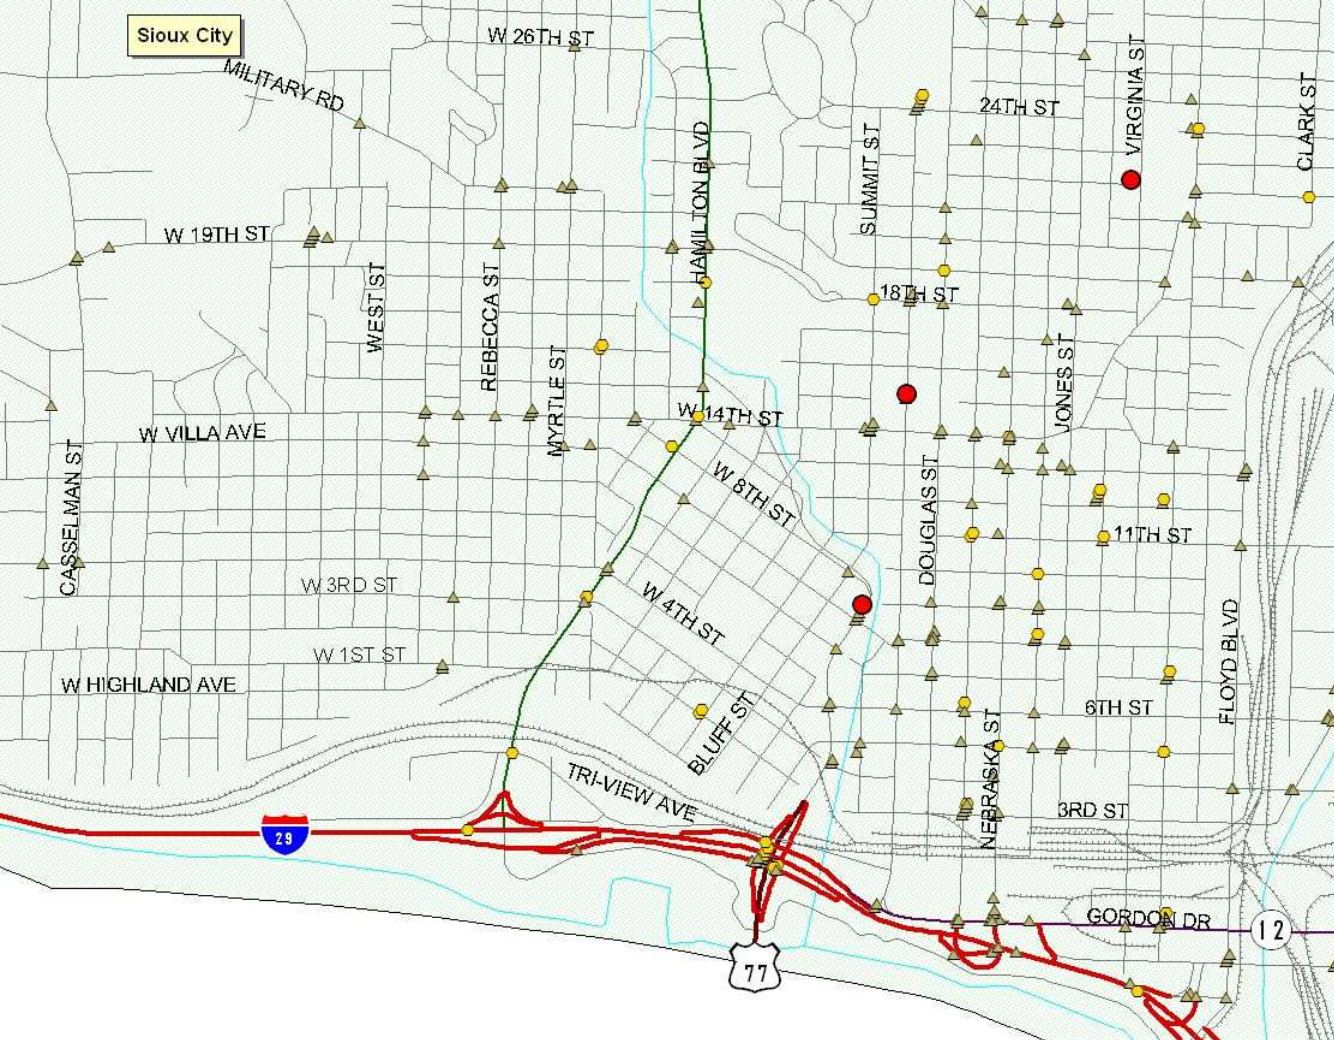 Sioux City
W 26TH ST
MILITARY RD
VIRGINIA ST
24TH ST
CLARK ST
SUMMIT ST
HAMILTON BLVD
W 19TH ST
WEST ST
REBECCA ST
18TH ST
MYRTLE ST
JONES ST
W 14TH ST
W VILLA AVE
CASSELMAN ST
W 8TH ST
DOUGLAS ST
11TH ST
W 3RD ST
W 4TH ST
FLOYD BLVD
W 1ST ST
W HIGHLAND AVE
BLUFF ST
6TH ST
NEBRASKA ST
TRI-VIEW AVE
3RD ST
29
GORDON DR
12
77